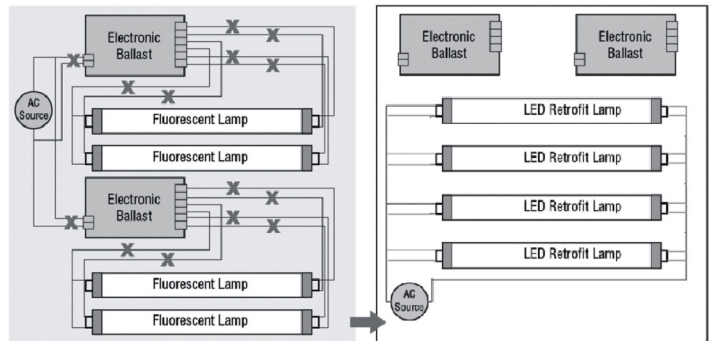 Electronic
Ballast
AC
Source
Fluorescent Lamp
Fluorescent Lamp
Electronic
Ballast
Fluorescent Lamp
Fluorescent Lamp
Electronic
Ballast
Electronic
Ballast
LED Retrofit Lamp
LED Retrofit Lamp
LED Retrofit Lamp
LED Retrofit Lamp
AC
Source